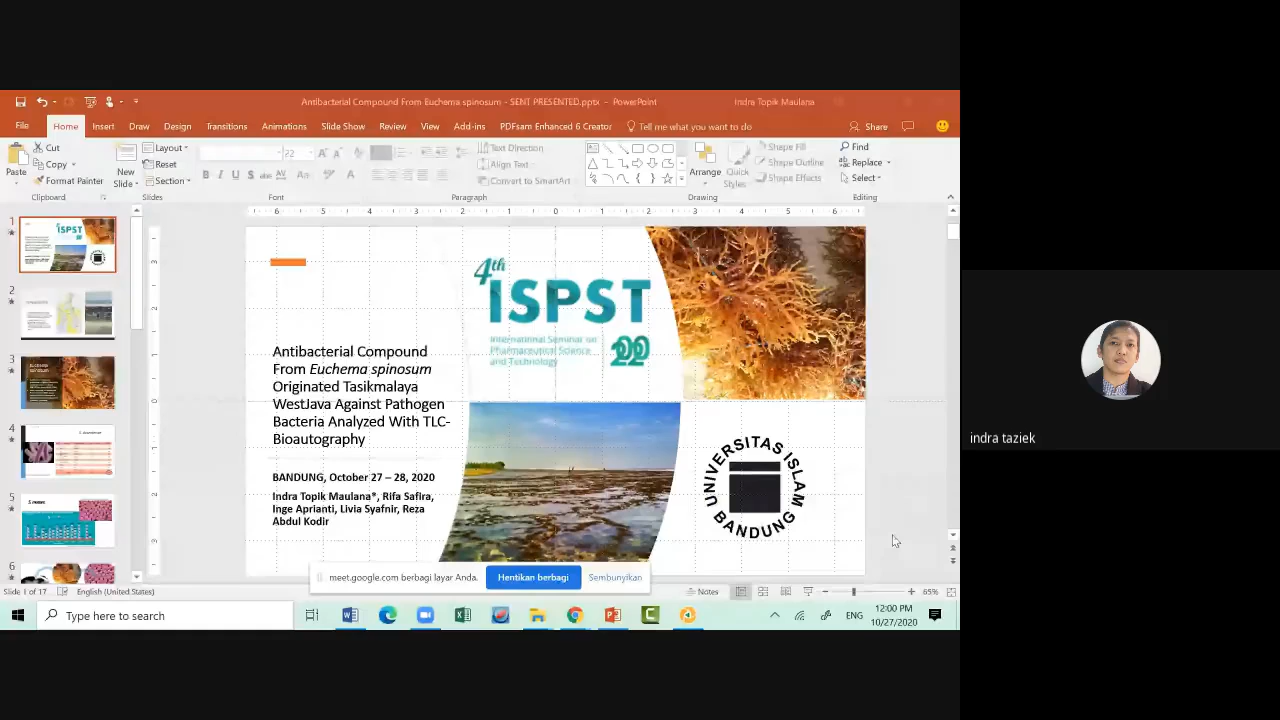 Antibacterial Compound From Euchema spinosum - SENT PRESENTED.pptx - PowerPoint
Indra Topik Maulana
File Home Insert Draw Design Transitions Animations Slide Show Review View Add-ins PDFsam Enhanced 6 Creator Tell me what you want to do Share
Paste
Cut
Copy
Format Painter
Clipboard
New Slide
Layout
Reset
Section
Slides
22
Font
Text Direction
Align Text
Convert to SmartArt
Paragraph
Arrange
Quick Styles
Shape Fill
Shape Outline
Shape Effects
Drawing
Find
Replace
Select
Editing
1
2
3
4
5
6
4th
ISPST
International Seminar on
Pharmaceutical Science
and Technology
Antibacterial Compound
From Euchema spinosum
Originated Tasikmalaya
WestJava Against Pathogen
Bacteria Analyzed With TLC-
Bioautography
BANDUNG, October 27 – 28, 2020
Indra Topik Maulana*, Rifa Safira,
Inge Aprianti, Livia Syafnir, Reza
Abdul Kodir
UNIVERSITAS ISLAM
BANDUNG
meet.google.com berbagi layar Anda.
Hentikan berbagi
Sembunyikan
Slide 1 of 17
English (United States)
Notes
65%
Type here to search
ENG
12:00 PM
10/27/2020
indra taziek